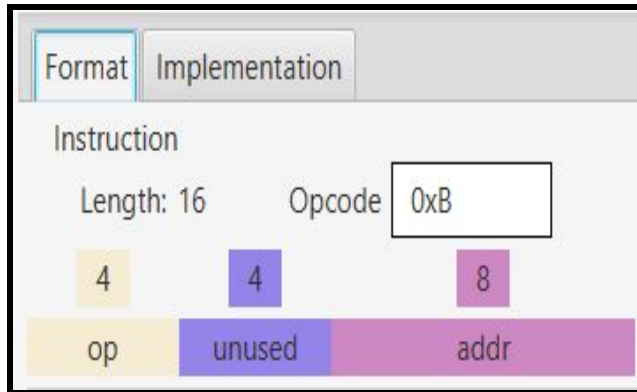 Format Implementation
Instruction
Length: 16 Opcode 0xB
4 4 8
op unused addr